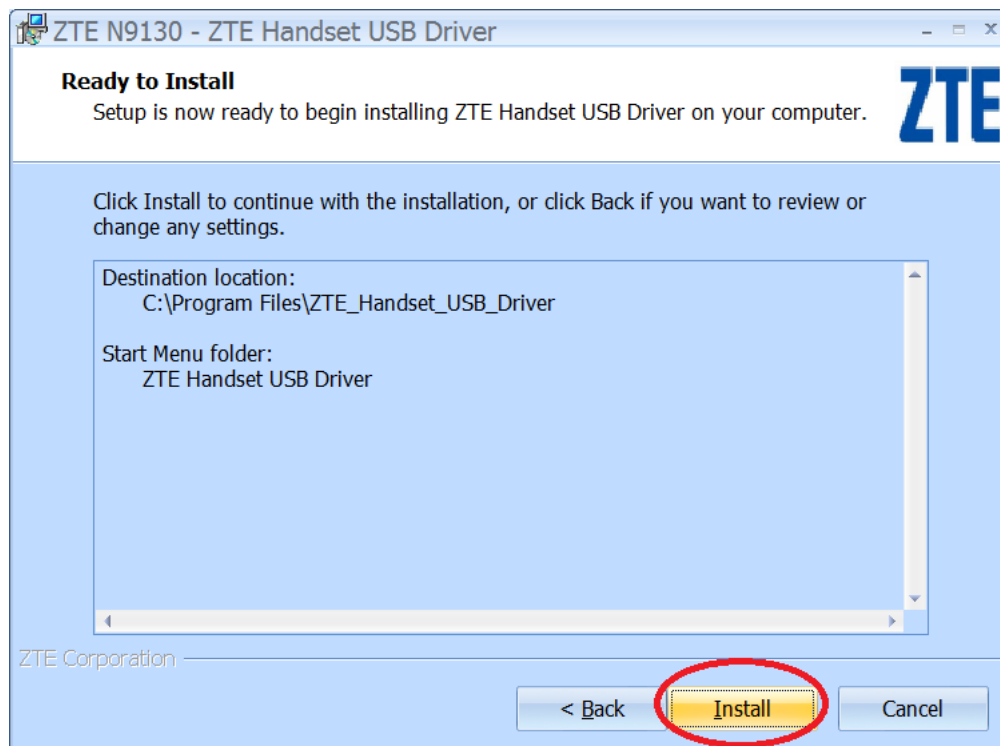 ZTE N9130 - ZTE Handset USB Driver
Ready to Install
Setup is now ready to begin installing ZTE Handset USB Driver on your computer.
ZTE
Click Install to continue with the installation, or click Back if you want to review or
change any settings.
Destination location:
C:\Program Files\ZTE_Handset_USB_Driver
Start Menu folder:
ZTE Handset USB Driver
ZTE Corporation
< Back
Install
Cancel